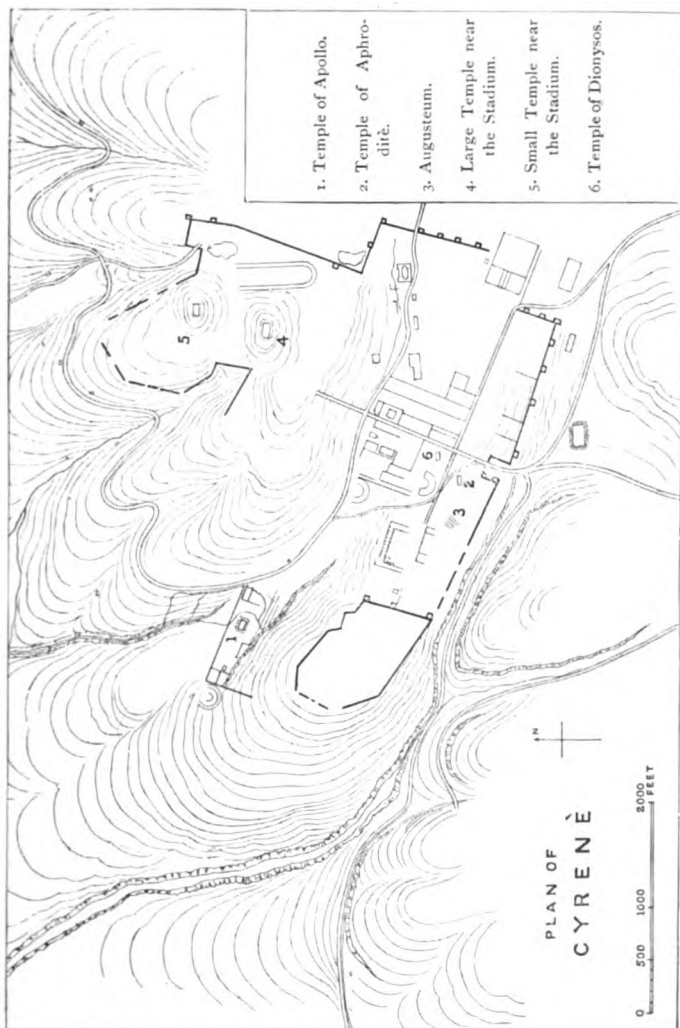 1. Temple of Apollo.
2. Temple of Aphro-
ditè.
3. Augusteum.
4. Large Temple near
the Stadium.
5. Small Temple near
the Stadium.
6. Temple of Dionysos.
5
4
6
2
3
1
N
PLAN OF
CYRENÈ
0 500 1000 2000
FEET